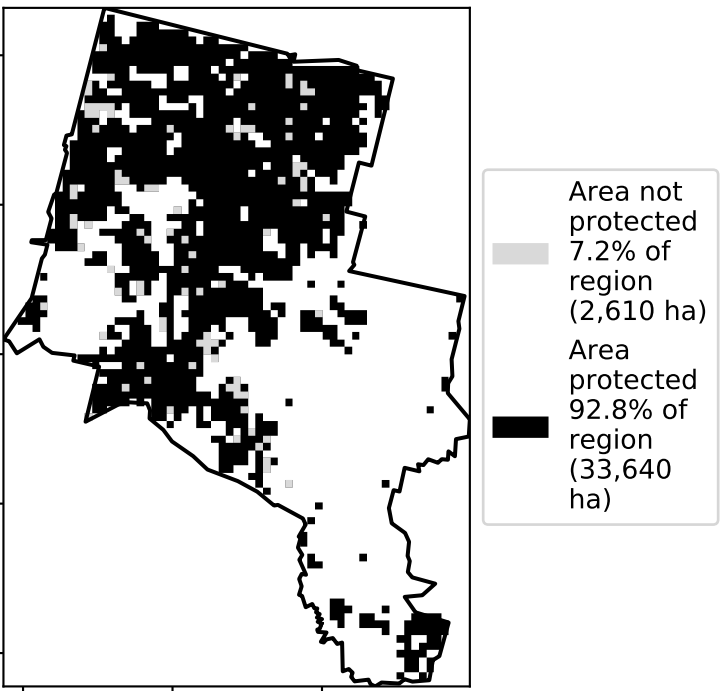 Area not
protected
7.2% of
region
(2,610 ha)
Area
protected
92.8% of
region
(33,640
ha)